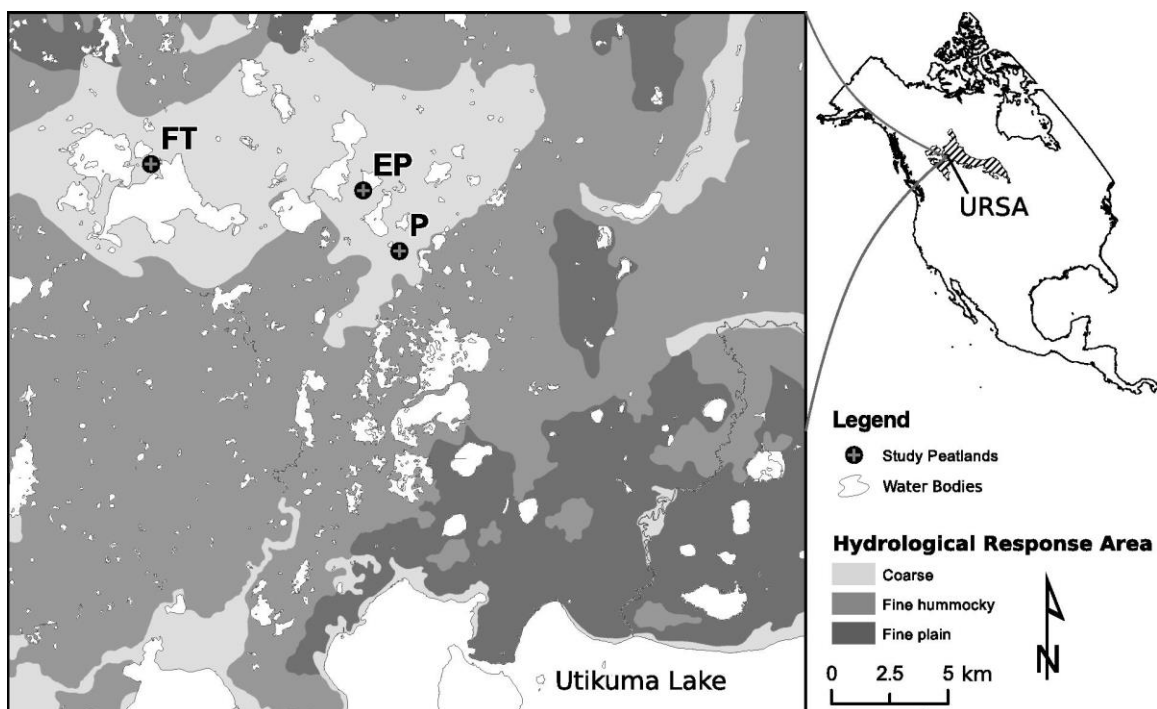 FT
EP
P
Utikuma Lake
URSA
Legend
Study Peatlands
Water Bodies
Hydrological Response Area
Coarse
Fine hummocky
Fine plain
N
0 2.5 5 km